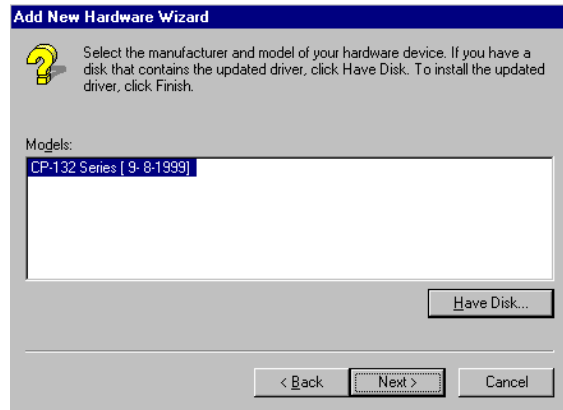 Add New Hardware Wizard
Select the manufacturer and model of your hardware device. If you have a
disk that contains the updated driver, click Have Disk. To install the updated
driver, click Finish.
Models:
CP-132 Series [ 9- 8-1999]
Have Disk...
< Back
Next >
Cancel